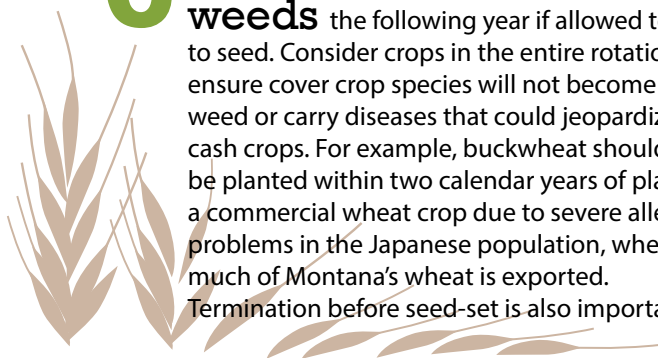 weeds the following year if allowed t
to seed. Consider crops in the entire rotatio
ensure cover crop species will not become
weed or carry diseases that could jeopardiz
cash crops. For example, buckwheat should
be planted within two calendar years of pla
a commercial wheat crop due to severe alle
problems in the Japanese population, whe
much of Montana's wheat is exported.
Termination before seed-set is also importa